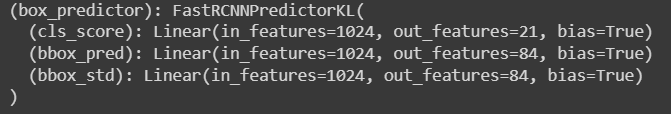 (box_predictor): FastRCNNPredictorKL(
  (cls_score): Linear(in_features=1024, out_features=21, bias=True)
  (bbox_pred): Linear(in_features=1024, out_features=84, bias=True)
  (bbox_std): Linear(in_features=1024, out_features=84, bias=True)
)